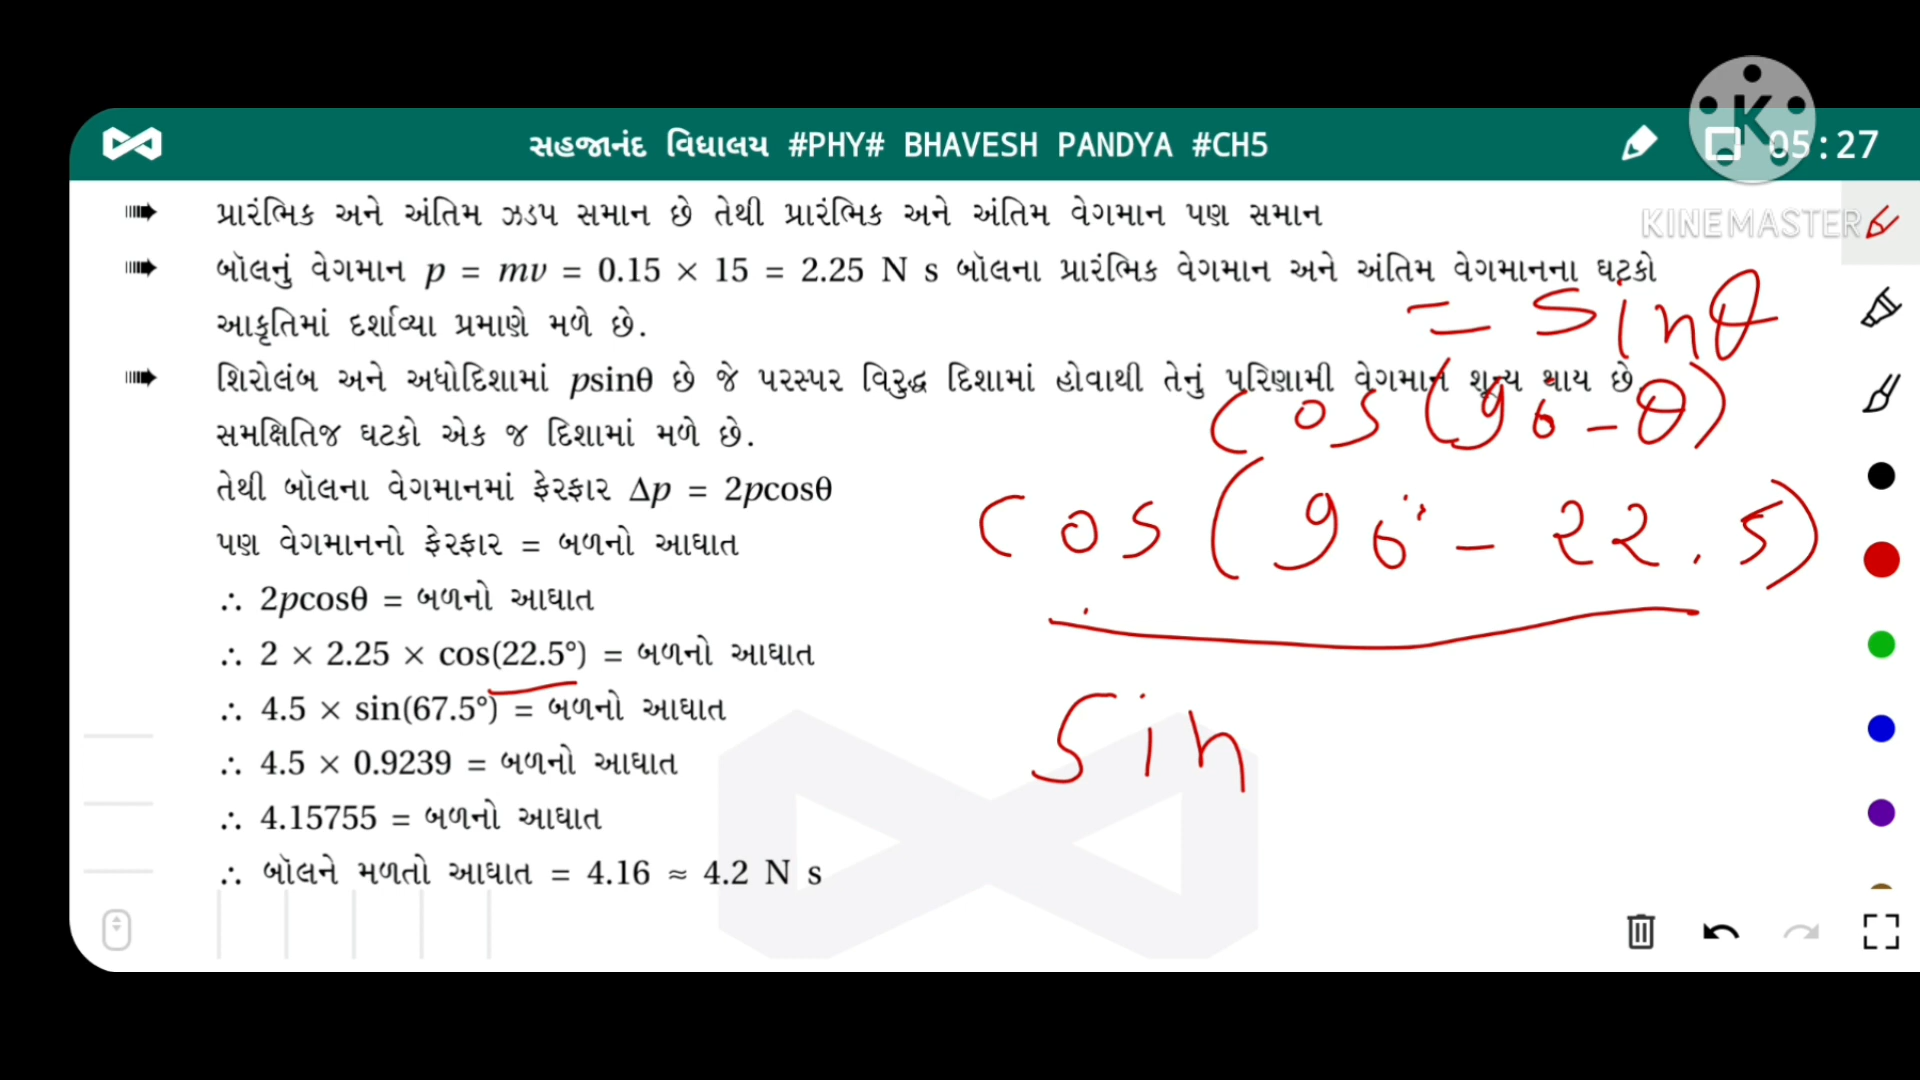 સહજાનંદ વિધાલય #PHY# BHAVESH PANDYA #CH5
05:27
KINEMASTER
પ્રારંભિક અને અંતિમ ઝડપ સમાન છે તેથી પ્રારંભિક અને અંતિમ વેગમાન પણ સમાન
બૉલનું વેગમાન p = mv = 0.15 × 15 = 2.25 N s બૉલના પ્રારંભિક વેગમાન અને અંતિમ વેગમાનના ઘટકો
આકૃતિમાં દર્શાવ્યા પ્રમાણે મળે છે.
= sinθ
શિરોલંબ અને અધોદિશામાં psinθ છે જે પરસ્પર વિરુદ્ધ દિશામાં હોવાથી તેનું પરિણામી વેગમાન શૂન્ય થાય છે.
cos(90-θ)
સમક્ષિતિજ ઘટકો એક જ દિશામાં મળે છે.
તેથી બૉલના વેગમાનમાં ફેરફાર Δp = 2pcosθ
cos(90° - 22.5)
પણ વેગમાનનો ફેરફાર = બળનો આઘાત
∴ 2pcosθ = બળનો આઘાત
∴ 2 × 2.25 × cos(22.5°) = બળનો આઘાત
∴ 4.5 × sin(67.5°) = બળનો આઘાત
sin
∴ 4.5 × 0.9239 = બળનો આઘાત
∴ 4.15755 = બળનો આઘાત
∴ બૉલને મળતો આઘાત = 4.16 ≈ 4.2 N s